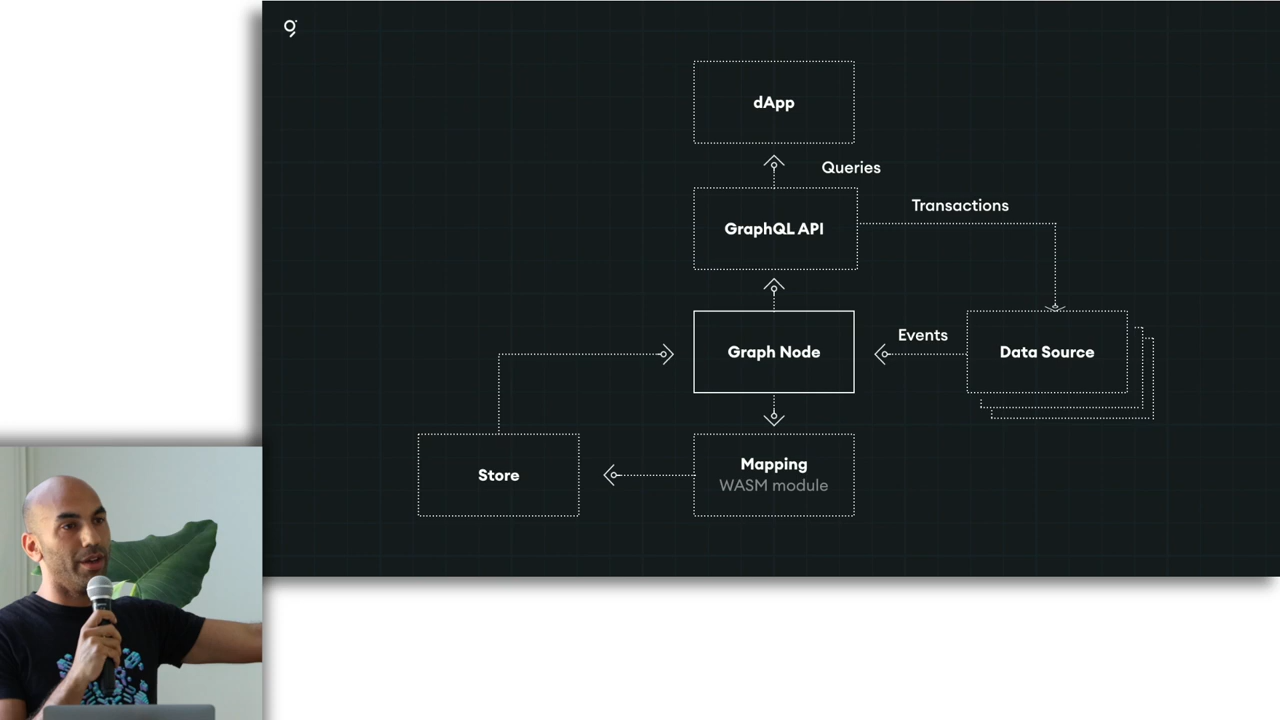 dApp
Queries
Transactions
GraphQL API
Events
Graph Node
Data Source
Store
Mapping
WASM module